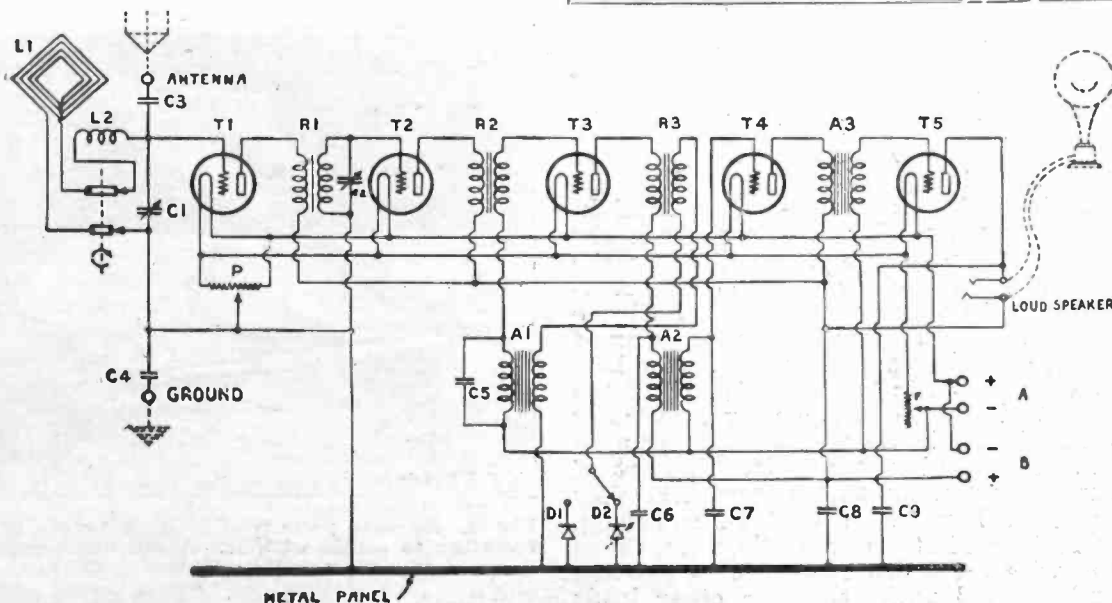 L1
ANTENNA
C3
L2
T1
R1
T2
R2
T3
R3
T4
A3
T5
C1
P
LOUD SPEAKER
A1
A2
C4
C5
GROUND
+ A
-
- B
+
D1
D2
C6
C7
C8
C3
METAL PANEL